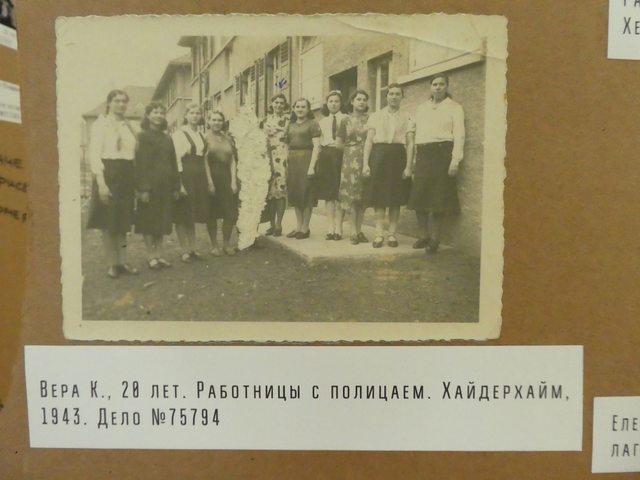 Вера К., 20 лет. Работницы с полицаем. Хайдерхайм,
1943. Дело №75794